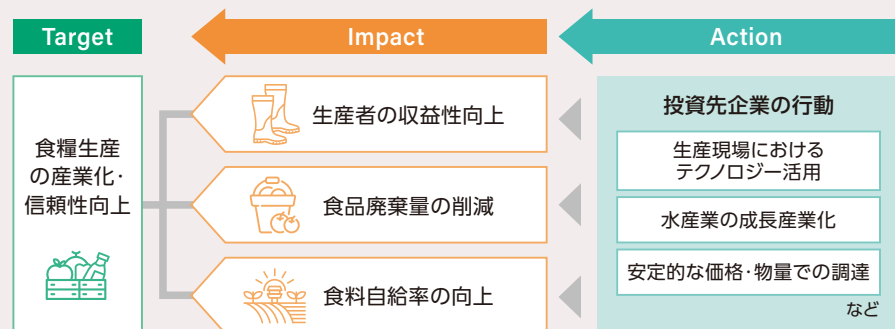 Target
Impact
Action
食糧生産
の産業化・
信頼性向上
生産者の収益性向上
食品廃棄量の削減
食料自給率の向上
投資先企業の行動
生産現場における
テクノロジー活用
水産業の成長産業化
安定的な価格・物量での調達
など